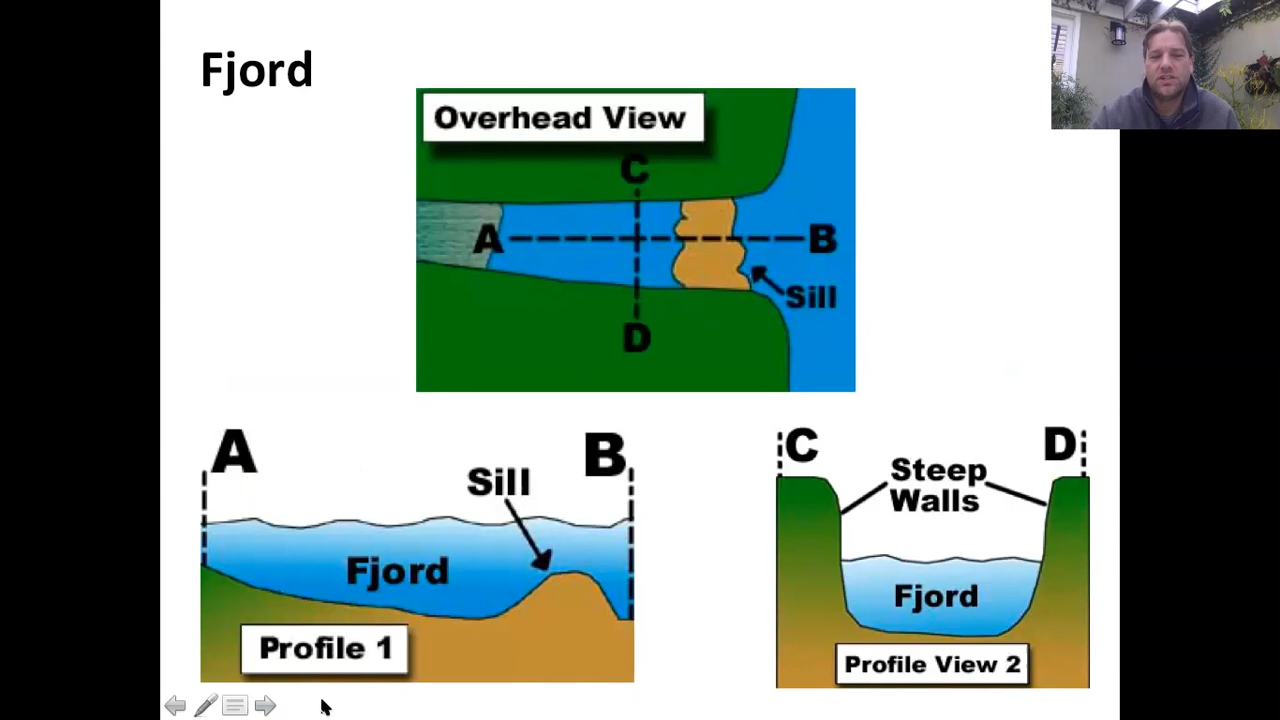 Fjord
Overhead View
C
A
B
Sill
D
A
B
Sill
Fjord
Profile 1
C
D
Steep
Walls
Fjord
Profile View 2